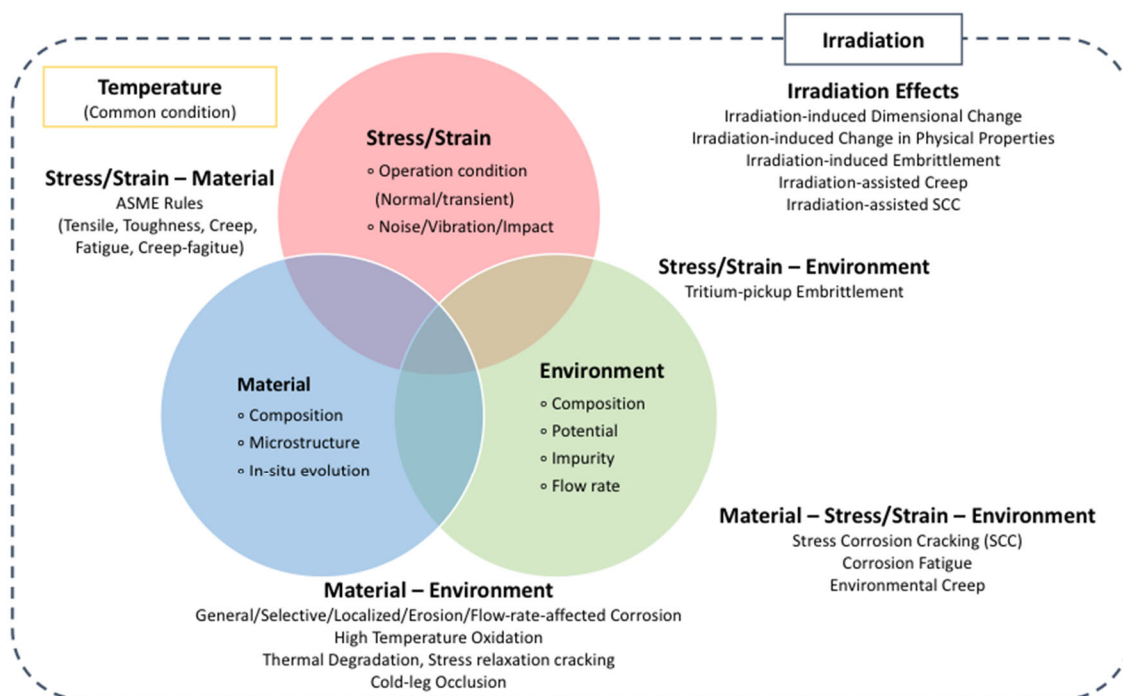 Irradiation
Temperature
(Common condition)
Irradiation Effects
Irradiation-induced Dimensional Change
Irradiation-induced Change in Physical Properties
Irradiation-induced Embrittlement
Irradiation-assisted Creep
Irradiation-assisted SCC
Stress/Strain
∘ Operation condition
(Normal/transient)
∘ Noise/Vibration/Impact
Stress/Strain – Material
ASME Rules
(Tensile, Toughness, Creep,
Fatigue, Creep-fagitue)
Stress/Strain – Environment
Tritium-pickup Embrittlement
Material
∘ Composition
∘ Microstructure
∘ In-situ evolution
Environment
∘ Composition
∘ Potential
∘ Impurity
∘ Flow rate
Material – Stress/Strain – Environment
Stress Corrosion Cracking (SCC)
Corrosion Fatigue
Environmental Creep
Material – Environment
General/Selective/Localized/Erosion/Flow-rate-affected Corrosion
High Temperature Oxidation
Thermal Degradation, Stress relaxation cracking
Cold-leg Occlusion